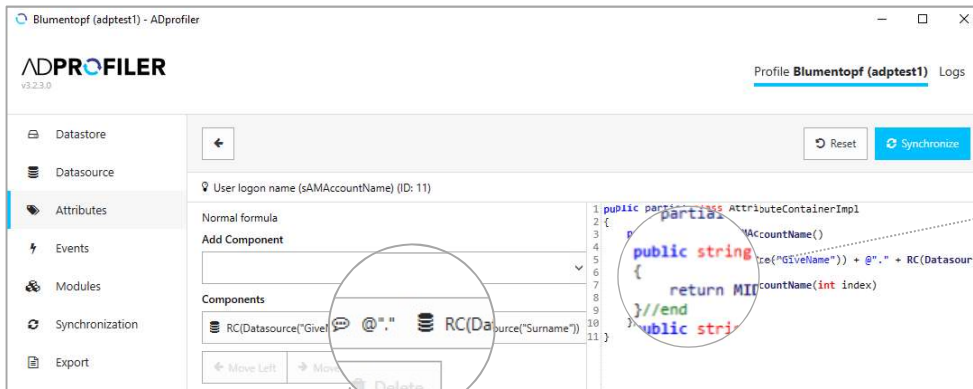 Blumentopf (adptest1) - ADprofiler
ADPROFILER
v3.2.3.0
Profile Blumentopf (adptest1) Logs
Datastore
Datasource
Attributes
Events
Modules
Synchronization
Export
Reset
Synchronize
User logon name (sAMAccountName) (ID: 11)
Normal formula
Add Component
Components
RC(Datasource("Give
@"."
RC(Da
ource("Surname"))
Move Left
Move
Delete
1 public partia class AttributeContainerImpl
partial
2 {
3
ccountName()
4
public string
5
ce("GiveName")) + @"." + RC(Datasour
6
{
7
return MID
countName(int index)
8
9
}//end
10
public stri
11 }